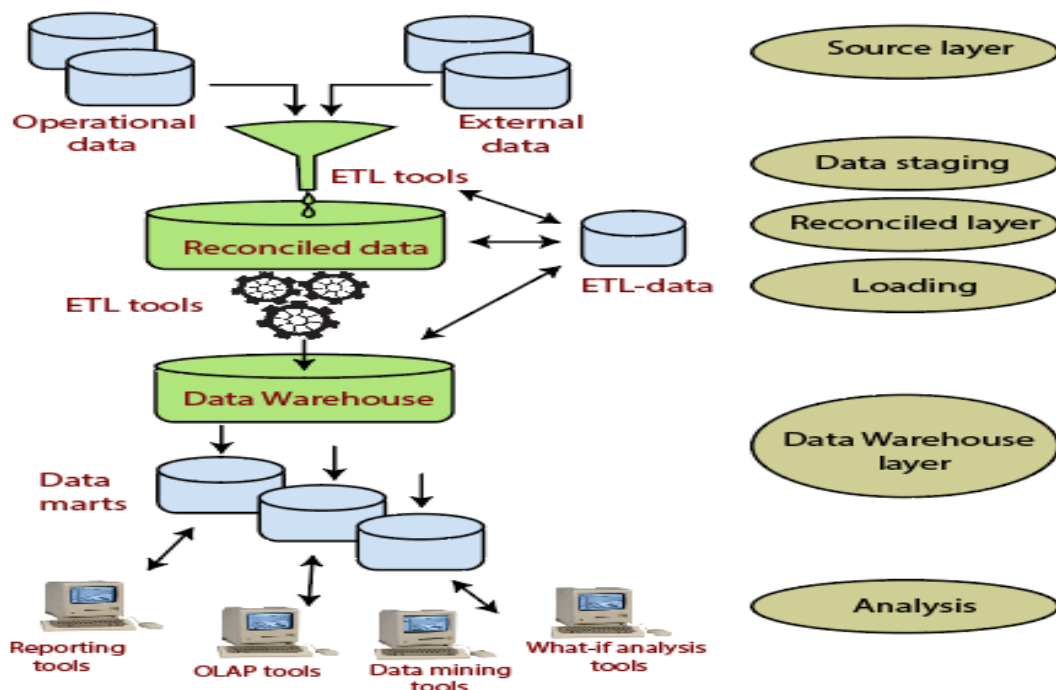 Source layer
Operational
data
External
data
Data staging
ETL tools
Reconciled layer
Reconciled data
ETL-data
Loading
ETL tools
Data Warehouse
Data Warehouse
layer
Data
marts
Analysis
Reporting
tools
OLAP tools
Data mining
tools
What-if analysis
tools